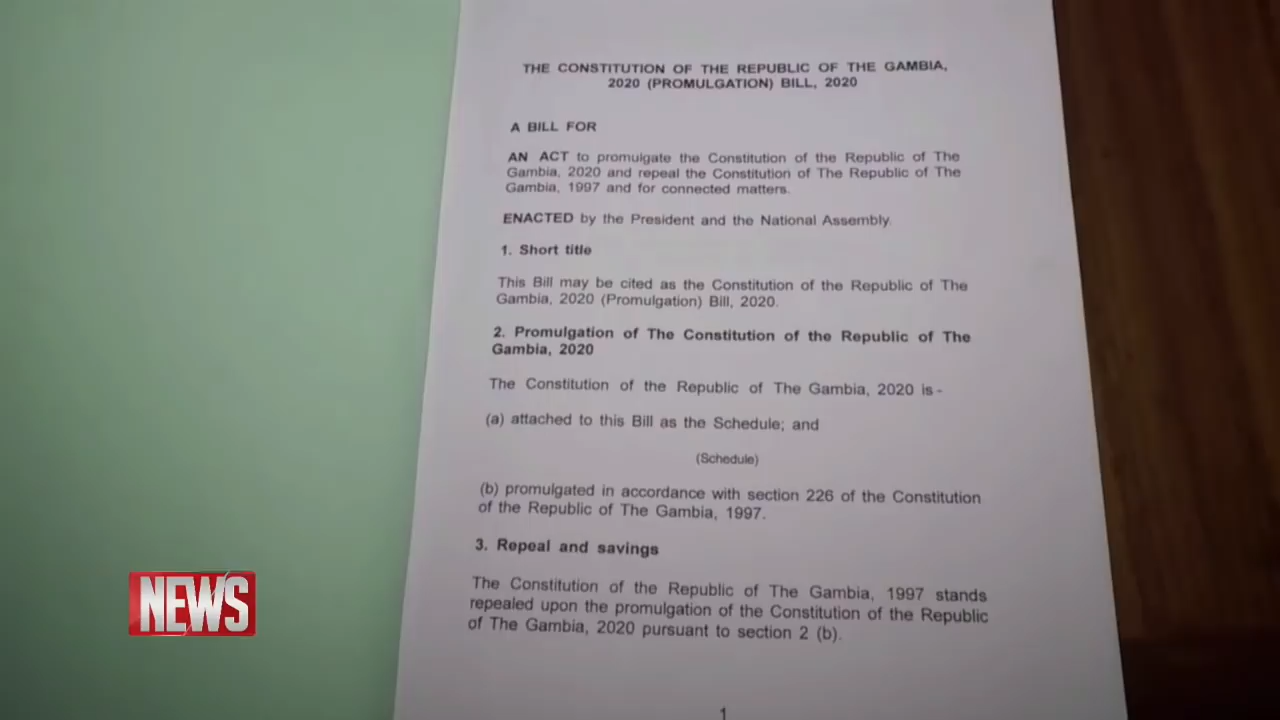 THE CONSTITUTION OF THE REPUBLIC OF THE GAMBIA,
2020 (PROMULGATION) BILL, 2020
A BILL FOR
AN ACT to promulgate the Constitution of the Republic of The
Gambia, 2020 and repeal the Constitution of The Republic of The
Gambia, 1997 and for connected matters.
ENACTED by the President and the National Assembly.
1. Short title
This Bill may be cited as the Constitution of the Republic of The
Gambia, 2020 (Promulgation) Bill, 2020.
2. Promulgation of The Constitution of the Republic of The
Gambia, 2020
The Constitution of the Republic of The Gambia, 2020 is -
(a) attached to this Bill as the Schedule; and
(Schedule)
(b) promulgated in accordance with section 226 of the Constitution
of the Republic of The Gambia, 1997.
3. Repeal and savings
The Constitution of the Republic of The Gambia, 1997 stands
repealed upon the promulgation of the Constitution of the Republic
of The Gambia, 2020 pursuant to section 2 (b).
1
NEWS